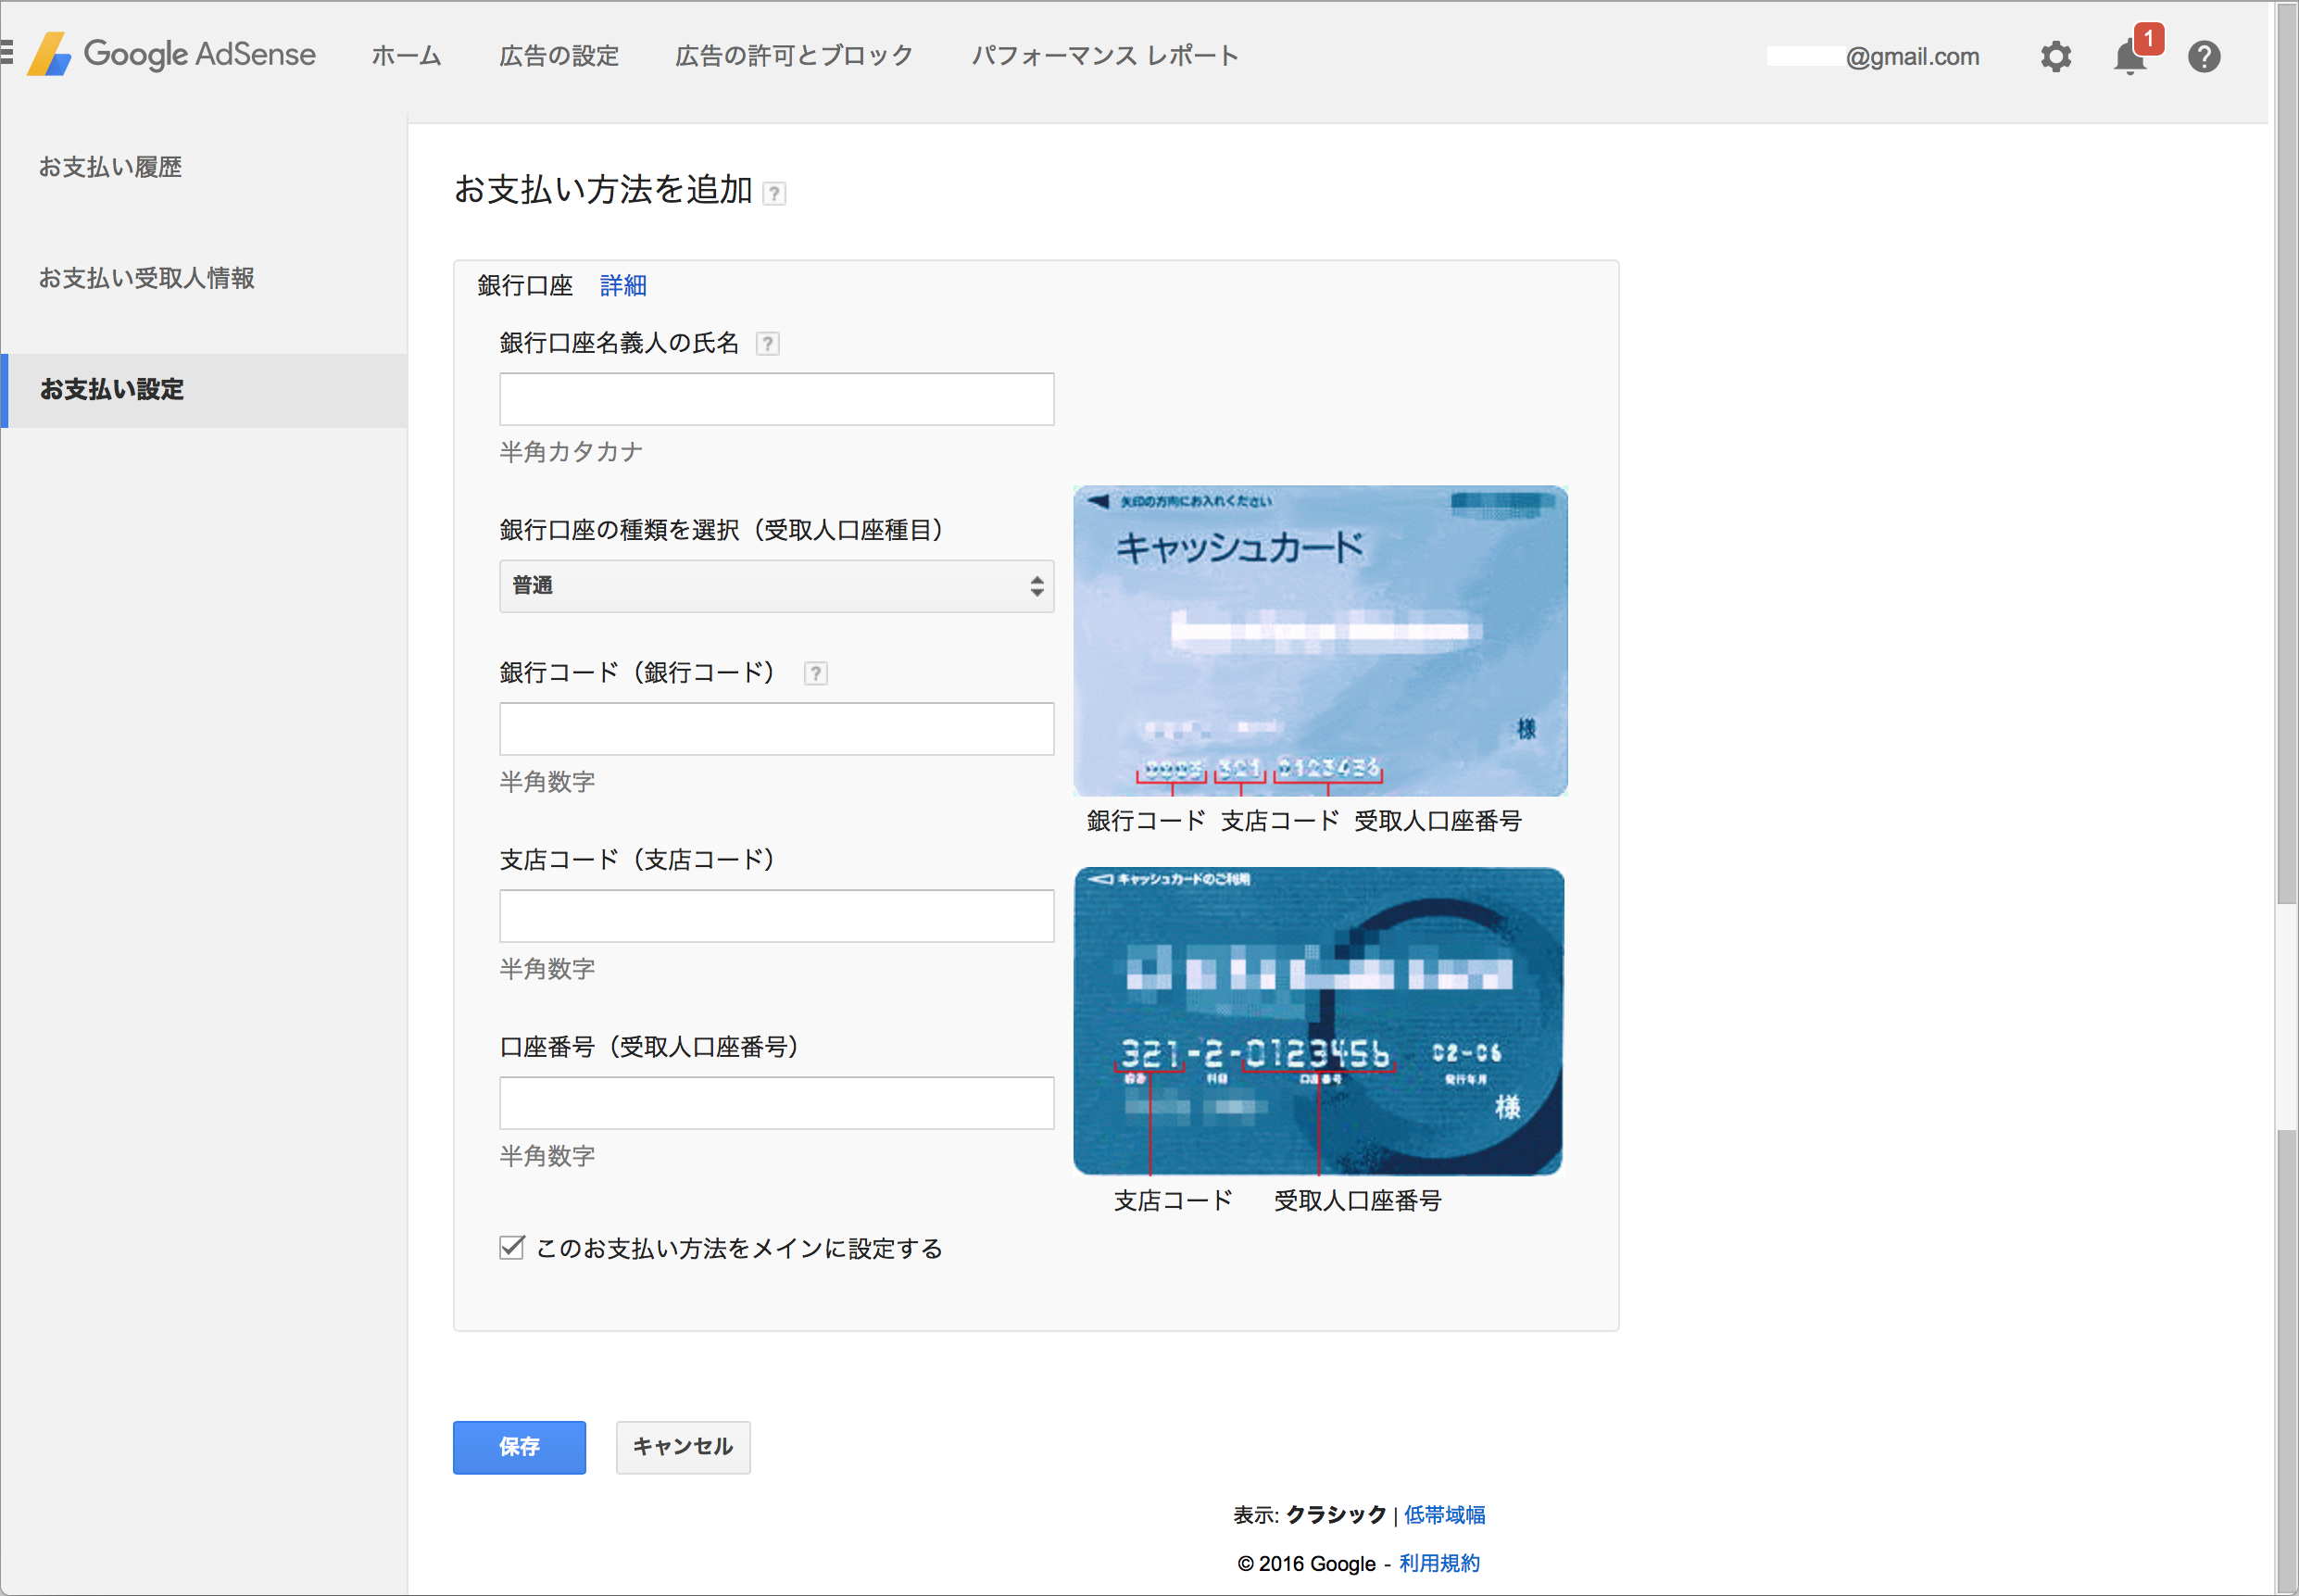 Google AdSense
ホーム
広告の設定
広告の許可とブロック
パフォーマンス レポート
@gmail.com
1
?
お支払い履歴
お支払い受取人情報
お支払い設定
お支払い方法を追加 ?
銀行口座 詳細
銀行口座名義人の氏名 ?
半角カタカナ
銀行口座の種類を選択（受取人口座種目）
普通
銀行コード（銀行コード） ?
半角数字
支店コード（支店コード）
半角数字
口座番号（受取人口座番号）
半角数字
このお支払い方法をメインに設定する
矢印の方向にお入れください
キャッシュカード
様
321 0123456
銀行コード 支店コード 受取人口座番号
キャッシュカードのご利用
321-2-0123456 02-06
店番 科目 口座番号 発行年月
様
支店コード 受取人口座番号
保存
キャンセル
表示: クラシック | 低帯域幅
© 2016 Google - 利用規約